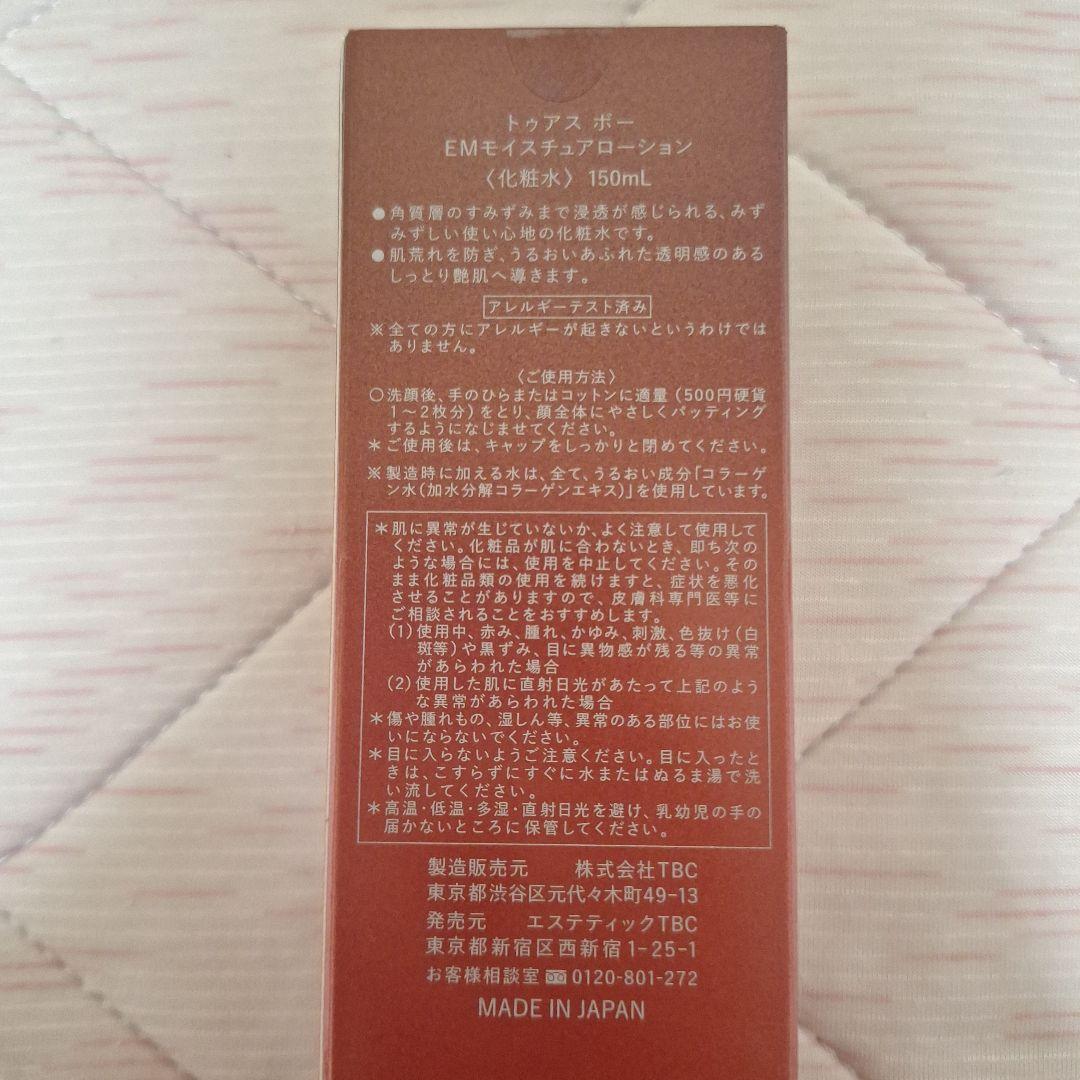 トゥアス ボー
EMモイスチュアローション
〈化粧水〉 150mL
●角質層のすみずみまで浸透が感じられる、みず
みずしい使い心地の化粧水です。
●肌荒れを防ぎ、うるおいあふれた透明感のある
しっとり艶肌へ導きます。
アレルギーテスト済み
※全ての方にアレルギーが起きないというわけでは
ありません。
〈ご使用方法〉
○洗顔後、手のひらまたはコットンに適量(500円硬貨
1〜2枚分)をとり、顔全体にやさしくパッティング
するようになじませてください。
＊ご使用後は、キャップをしっかりと閉めてください。
※製造時に加える水は、全て、うるおい成分「コラーゲ
ン水(加水分解コラーゲンエキス)」を使用しています。
＊肌に異常が生じていないか、よく注意して使用して
ください。化粧品が肌に合わないとき、即ち次の
ような場合には、使用を中止してください。その
まま化粧品類の使用を続けますと、症状を悪化
させることがありますので、皮膚科専門医等に
ご相談されることをおすすめします。
(1)使用中、赤み、腫れ、かゆみ、刺激、色抜け(白
斑等)や黒ずみ、目に異物感が残る等の異常
があらわれた場合
(2)使用した肌に直射日光があたって上記のよう
な異常があらわれた場合
＊傷や腫れもの、湿しん等、異常のある部位にはお使
いにならないでください。
＊目に入らないようご注意ください。目に入ったと
きは、こすらずにすぐに水またはぬるま湯で洗
い流してください。
＊高温・低温・多湿・直射日光を避け、乳幼児の手の
届かないところに保管してください。
製造販売元 株式会社TBC
東京都渋谷区元代々木町49-13
発売元 エステティックTBC
東京都新宿区西新宿1-25-1
お客様相談室 0120-801-272
MADE IN JAPAN